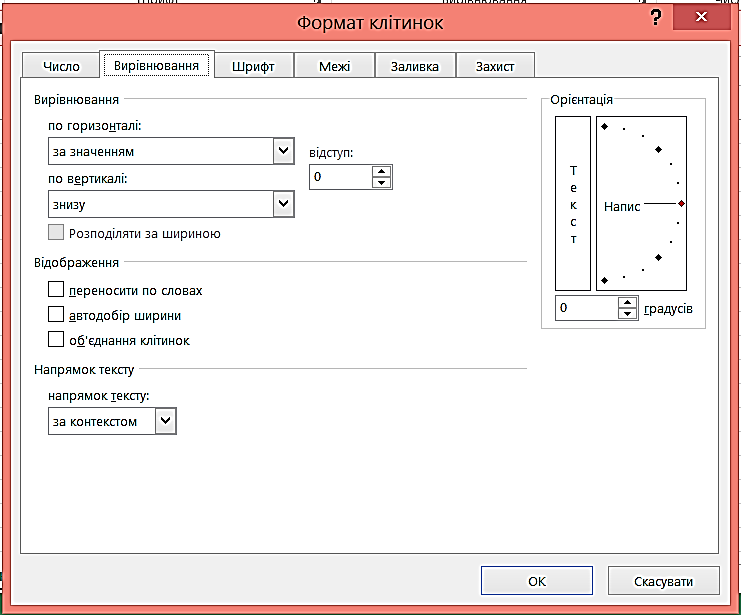 Формат клітинок
?
Число Вирівнювання Шрифт Межі Заливка Захист
Вирівнювання
по горизонталі:
за значенням
відступ:
0
по вертикалі:
знизу
Розподіляти за шириною
Відображення
переносити по словах
автодобір ширини
об'єднання клітинок
Напрямок тексту
напрямок тексту:
за контекстом
Орієнтація
Текст
Напис
0 градусів
OK Скасувати